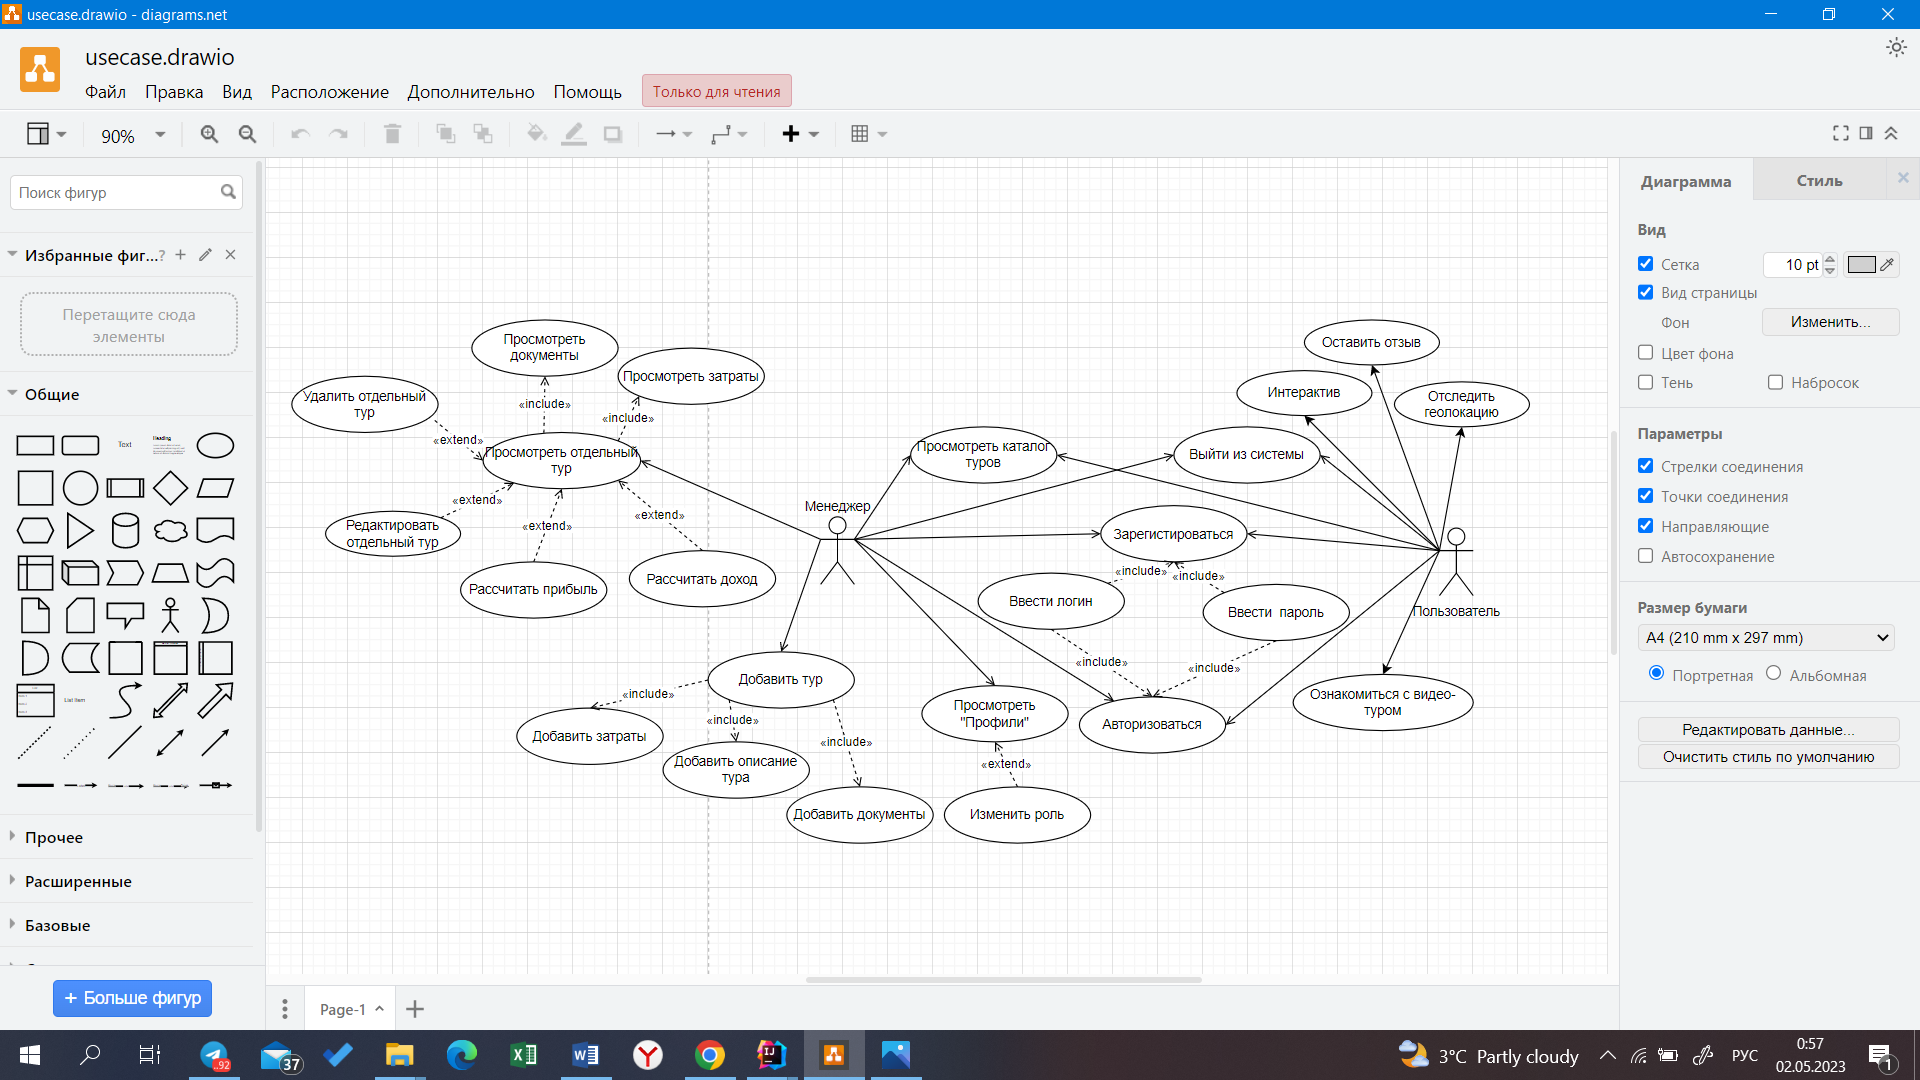 usecase.drawio - diagrams.net
usecase.drawio
Файл Правка Вид Расположение Дополнительно Помощь Только для чтения
90%
Поиск фигур
Избранные фиг...?
Перетащите сюда
элементы
Общие
Text
Heading
List Item
Прочее
Расширенные
Базовые
+ Больше фигур
Просмотреть
документы
Просмотреть затраты
Удалить отдельный
тур
«include»
«include»
«extend»
Просмотреть отдельный
тур
«extend»
«extend»
«extend»
Редактировать
отдельный тур
Рассчитать прибыль
Рассчитать доход
Менеджер
Просмотреть каталог
туров
Выйти из системы
Оставить отзыв
Интерактив
Отследить
геолокацию
Зарегистироваться
«include»
«include»
Ввести логин
Ввести  пароль
Пользователь
«include»
«include»
Добавить тур
«include»
«include»
«include»
Добавить затраты
Добавить описание
тура
Добавить документы
Просмотреть
"Профили"
Авторизоваться
Ознакомиться с видео-
туром
«extend»
Изменить роль
Page-1
Диаграмма Стиль
Вид
Сетка 10 pt
Вид страницы
Фон Изменить...
Цвет фона
Тень Набросок
Параметры
Стрелки соединения
Точки соединения
Направляющие
Автосохранение
Размер бумаги
A4 (210 mm x 297 mm)
Портретная Альбомная
Редактировать данные...
Очистить стиль по умолчанию
..92
37
3°C Partly cloudy
РУС
0:57
02.05.2023
1